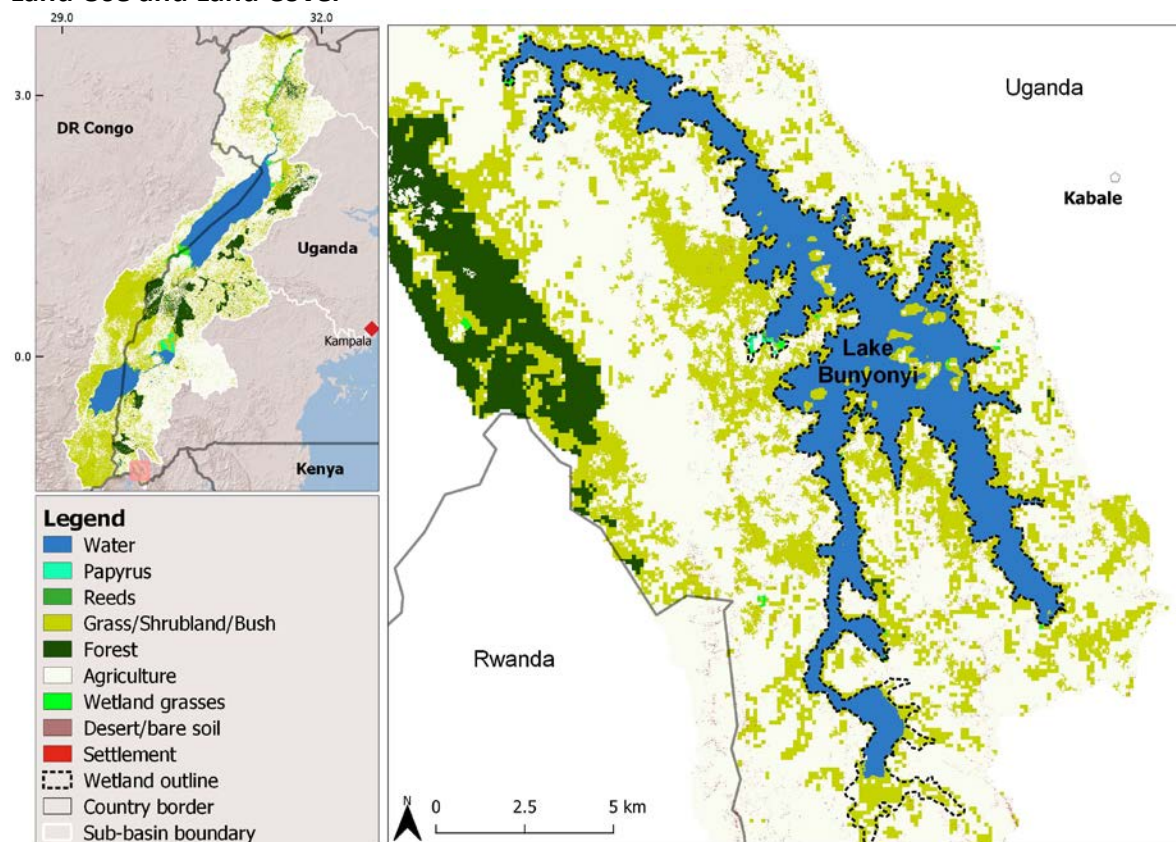 Land Use and Land Cover
29.0
32.0
3.0
0.0
DR Congo
Uganda
Kampala
Kenya
Legend
Water
Papyrus
Reeds
Grass/Shrubland/Bush
Forest
Agriculture
Wetland grasses
Desert/bare soil
Settlement
Wetland outline
Country border
Sub-basin boundary
Uganda
Kabale
Lake
Bunyonyi
Rwanda
N
0 2.5 5 km